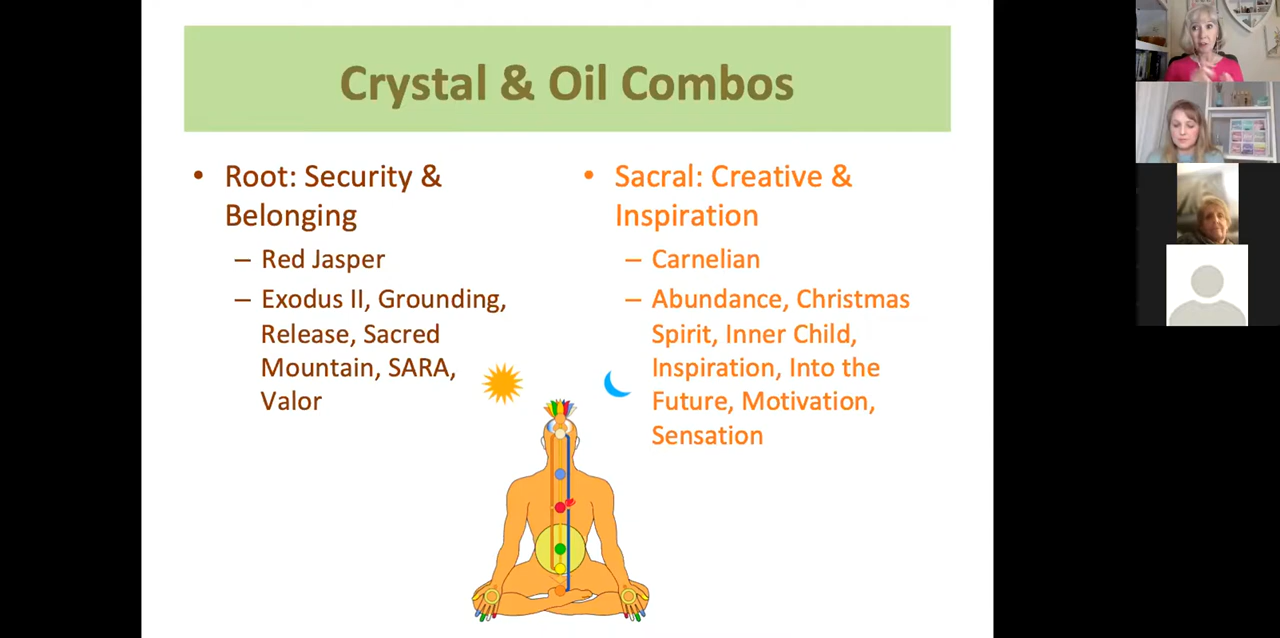 Crystal & Oil Combos
• Root: Security &
Belonging
– Red Jasper
– Exodus II, Grounding,
Release, Sacred
Mountain, SARA,
Valor
• Sacral: Creative &
Inspiration
– Carnelian
– Abundance, Christmas
Spirit, Inner Child,
Inspiration, Into the
Future, Motivation,
Sensation